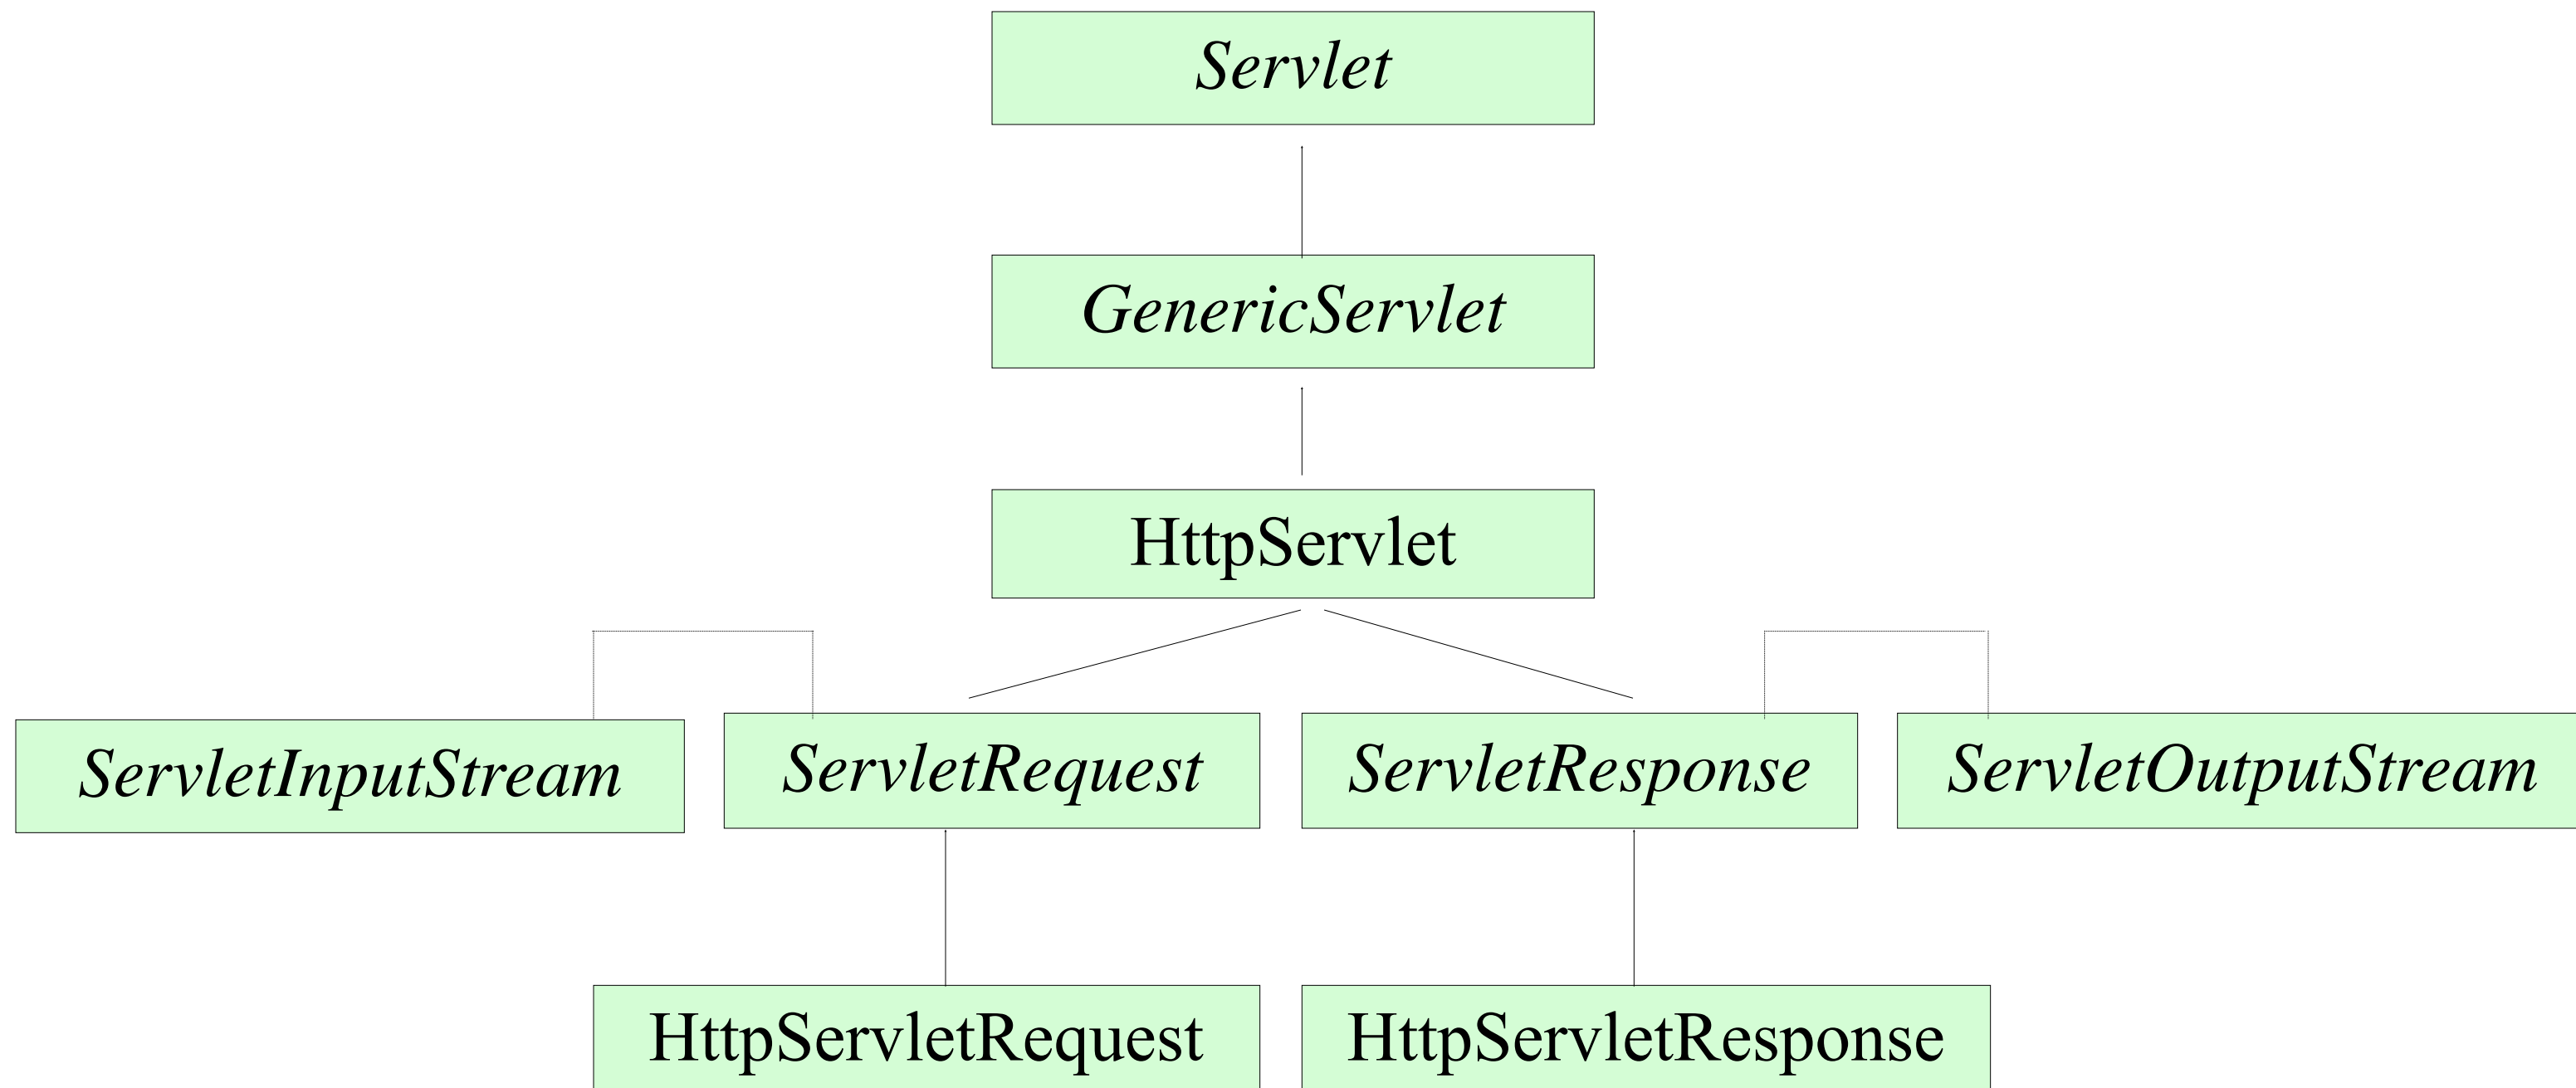 Servlet
GenericServlet
HttpServlet
ServletInputStream
ServletRequest
ServletResponse
ServletOutputStream
HttpServletRequest
HttpServletResponse